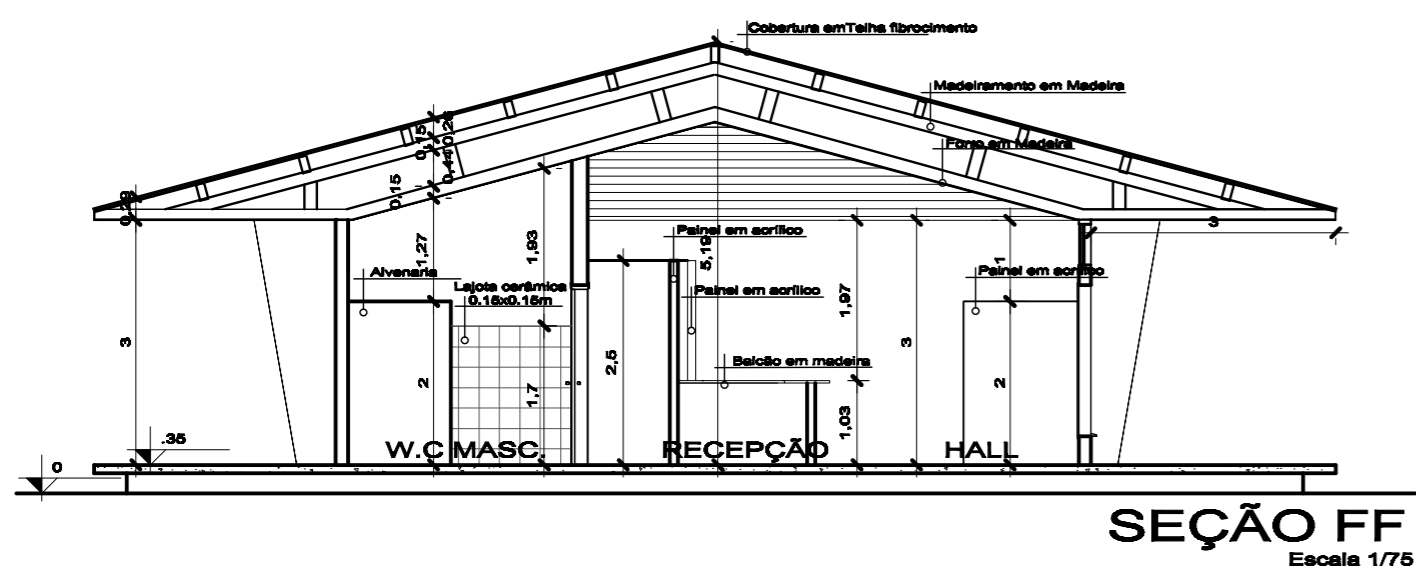 Cobertura emTelha fibrocimento
Madeiramento em Madeira
Forro em Madeira
0,15
0,26
0,44
0,15
0,29
1,27
1,93
5,19
Painel em acrílico
3
1
Alvenaria
Lajota cerâmica
0.15x0.15m
Painel em acrílico
Painel em acrílico
1,97
3
2,5
3
Balcão em madeira
2
1,7
2
1,03
.35
W.C MASC.
RECEPÇÃO
HALL
0
SEÇÃO FF
Escala 1/75